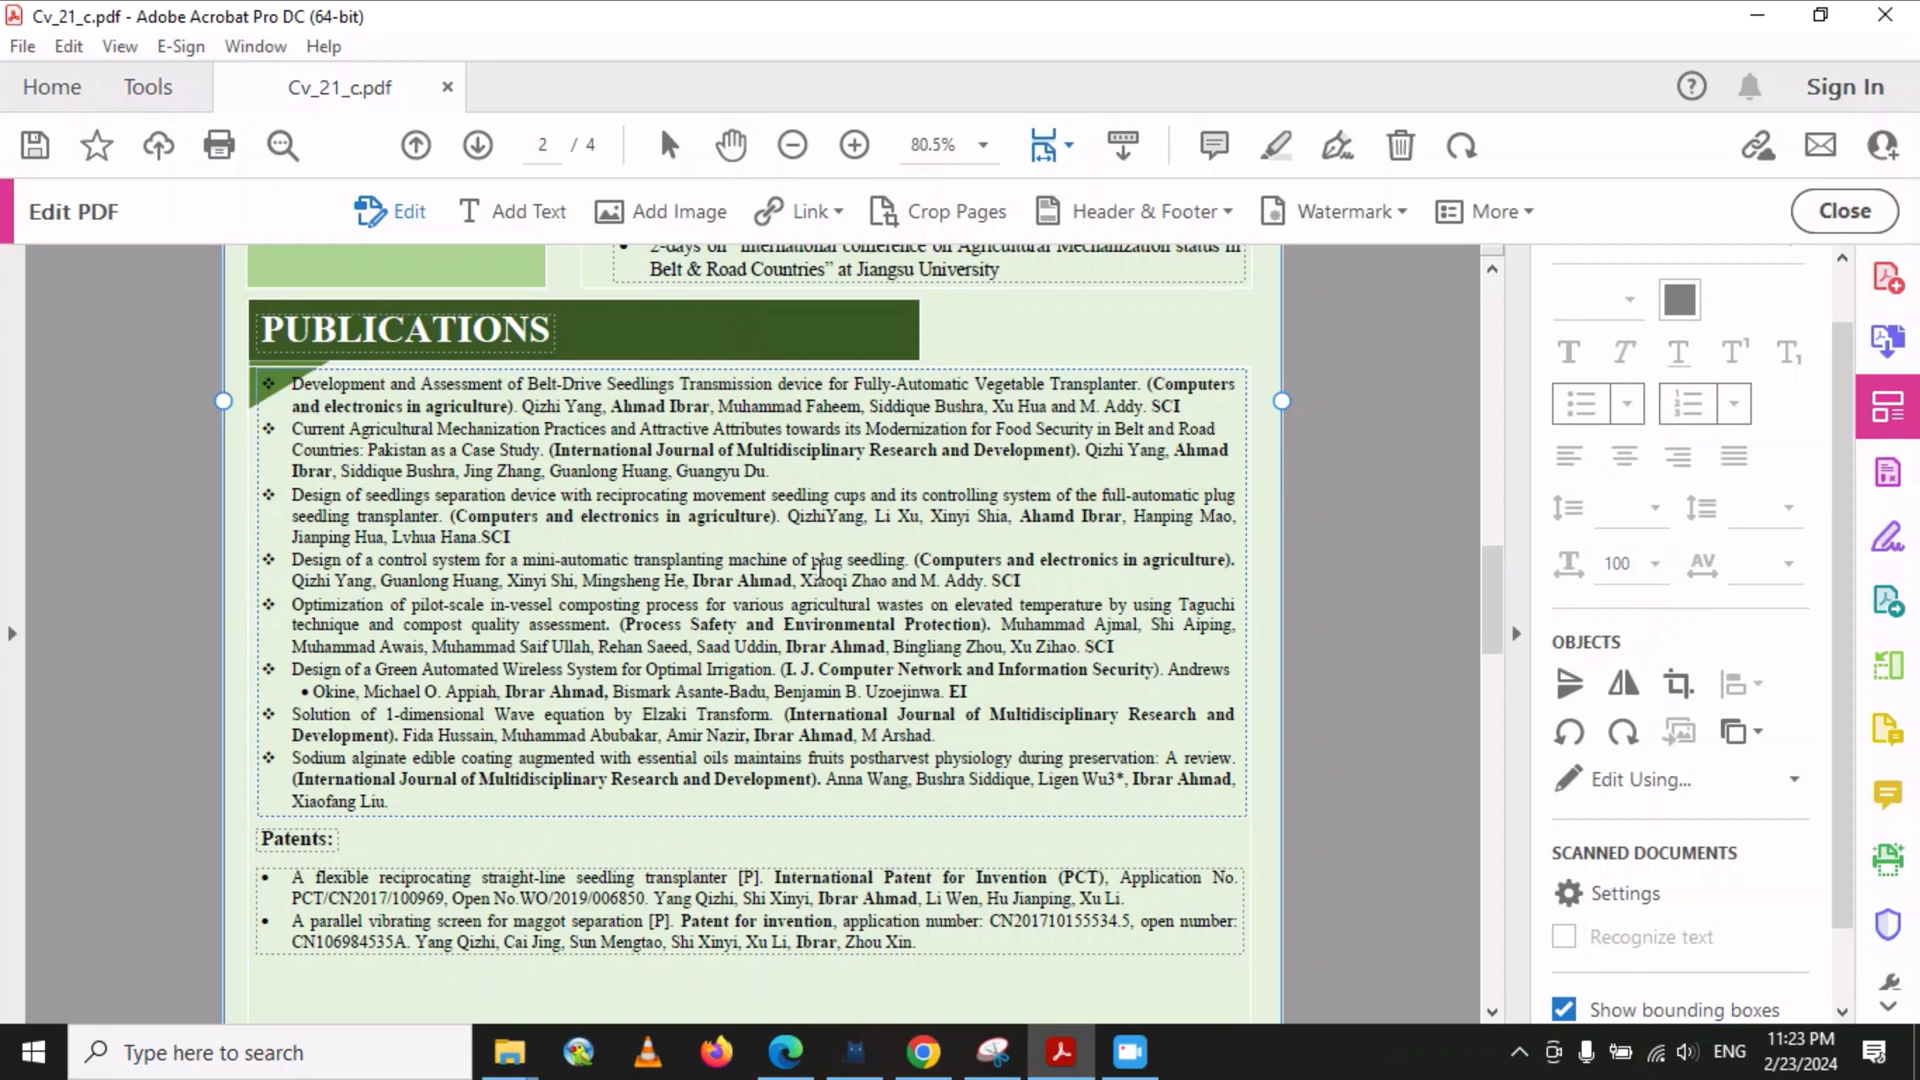 Cv_21_c.pdf - Adobe Acrobat Pro DC (64-bit)
File Edit View E-Sign Window Help
Home Tools Cv_21_c.pdf × Sign In
2 / 4 80.5%
Edit PDF Edit Add Text Add Image Link Crop Pages Header & Footer Watermark More Close
• 2-days on "International conference on Agricultural Mechanization status in
Belt & Road Countries” at Jiangsu University
PUBLICATIONS
❖ Development and Assessment of Belt-Drive Seedlings Transmission device for Fully-Automatic Vegetable Transplanter. (Computers
and electronics in agriculture). Qizhi Yang, Ahmad Ibrar, Muhammad Faheem, Siddique Bushra, Xu Hua and M. Addy. SCI
❖ Current Agricultural Mechanization Practices and Attractive Attributes towards its Modernization for Food Security in Belt and Road
Countries: Pakistan as a Case Study. (International Journal of Multidisciplinary Research and Development). Qizhi Yang, Ahmad
Ibrar, Siddique Bushra, Jing Zhang, Guanlong Huang, Guangyu Du.
❖ Design of seedlings separation device with reciprocating movement seedling cups and its controlling system of the full-automatic plug
seedling transplanter. (Computers and electronics in agriculture). QizhiYang, Li Xu, Xinyi Shia, Ahamd Ibrar, Hanping Mao,
Jianping Hua, Lvhua Hana.SCI
❖ Design of a control system for a mini-automatic transplanting machine of plug seedling. (Computers and electronics in agriculture).
Qizhi Yang, Guanlong Huang, Xinyi Shi, Mingsheng He, Ibrar Ahmad, Xiaoqi Zhao and M. Addy. SCI
❖ Optimization of pilot-scale in-vessel composting process for various agricultural wastes on elevated temperature by using Taguchi
technique and compost quality assessment. (Process Safety and Environmental Protection). Muhammad Ajmal, Shi Aiping,
Muhammad Awais, Muhammad Saif Ullah, Rehan Saeed, Saad Uddin, Ibrar Ahmad, Bingliang Zhou, Xu Zihao. SCI
❖ Design of a Green Automated Wireless System for Optimal Irrigation. (I. J. Computer Network and Information Security). Andrews
• Okine, Michael O. Appiah, Ibrar Ahmad, Bismark Asante-Badu, Benjamin B. Uzoejinwa. EI
❖ Solution of 1-dimensional Wave equation by Elzaki Transform. (International Journal of Multidisciplinary Research and
Development). Fida Hussain, Muhammad Abubakar, Amir Nazir, Ibrar Ahmad, M Arshad.
❖ Sodium alginate edible coating augmented with essential oils maintains fruits postharvest physiology during preservation: A review.
(International Journal of Multidisciplinary Research and Development). Anna Wang, Bushra Siddique, Ligen Wu3*, Ibrar Ahmad,
Xiaofang Liu.
Patents:
• A flexible reciprocating straight-line seedling transplanter [P]. International Patent for Invention (PCT), Application No.
PCT/CN2017/100969, Open No.WO/2019/006850. Yang Qizhi, Shi Xinyi, Ibrar Ahmad, Li Wen, Hu Jianping, Xu Li.
• A parallel vibrating screen for maggot separation [P]. Patent for invention, application number: CN201710155534.5, open number:
CN106984535A. Yang Qizhi, Cai Jing, Sun Mengtao, Shi Xinyi, Xu Li, Ibrar, Zhou Xin.
100
OBJECTS
Edit Using...
SCANNED DOCUMENTS
Settings
Recognize text
Show bounding boxes
Type here to search
ENG
11:23 PM
2/23/2024